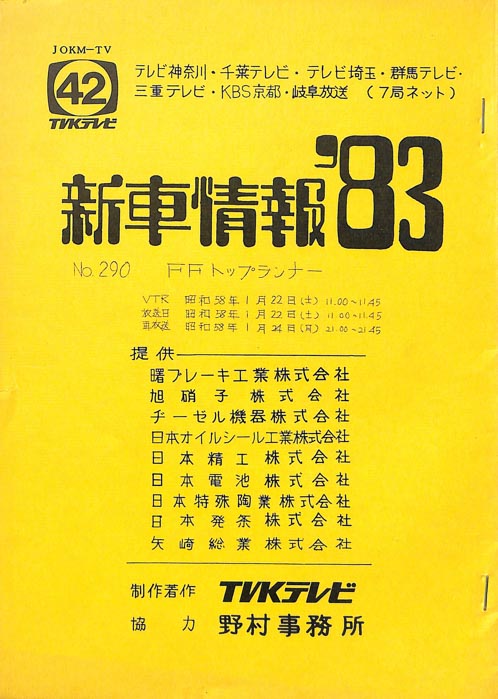 JOKM-TV
42
TVKテレビ
テレビ神奈川・千葉テレビ・テレビ埼玉・群馬テレビ・
三重テレビ・KBS京都・岐阜放送 (7局ネット)
新車情報'83
No.290 FFトップランナー
VTR 昭和58年1月22日(土) 11.00~11.45
放送日 昭和58年1月22日(土) 11.00~11.45
再放送 昭和58年1月24日(月) 21.00~21.45
提供
曙ブレーキ工業株式会社
旭硝子株式会社
ヂーゼル機器株式会社
日本オイルシール工業株式会社
日本精工株式会社
日本電池株式会社
日本特殊陶業株式会社
日本発条株式会社
矢崎総業株式会社
制作著作 TVKテレビ
協力 野村事務所